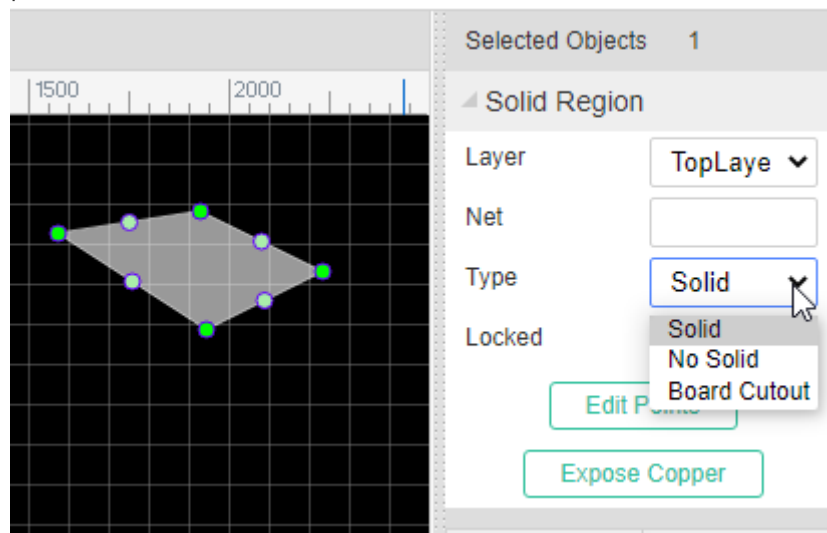 Selected Objects 1
1500 2000
Solid Region
Layer TopLaye
Net
Type Solid
Locked
Solid
No Solid
Board Cutout
Edit
Expose Copper